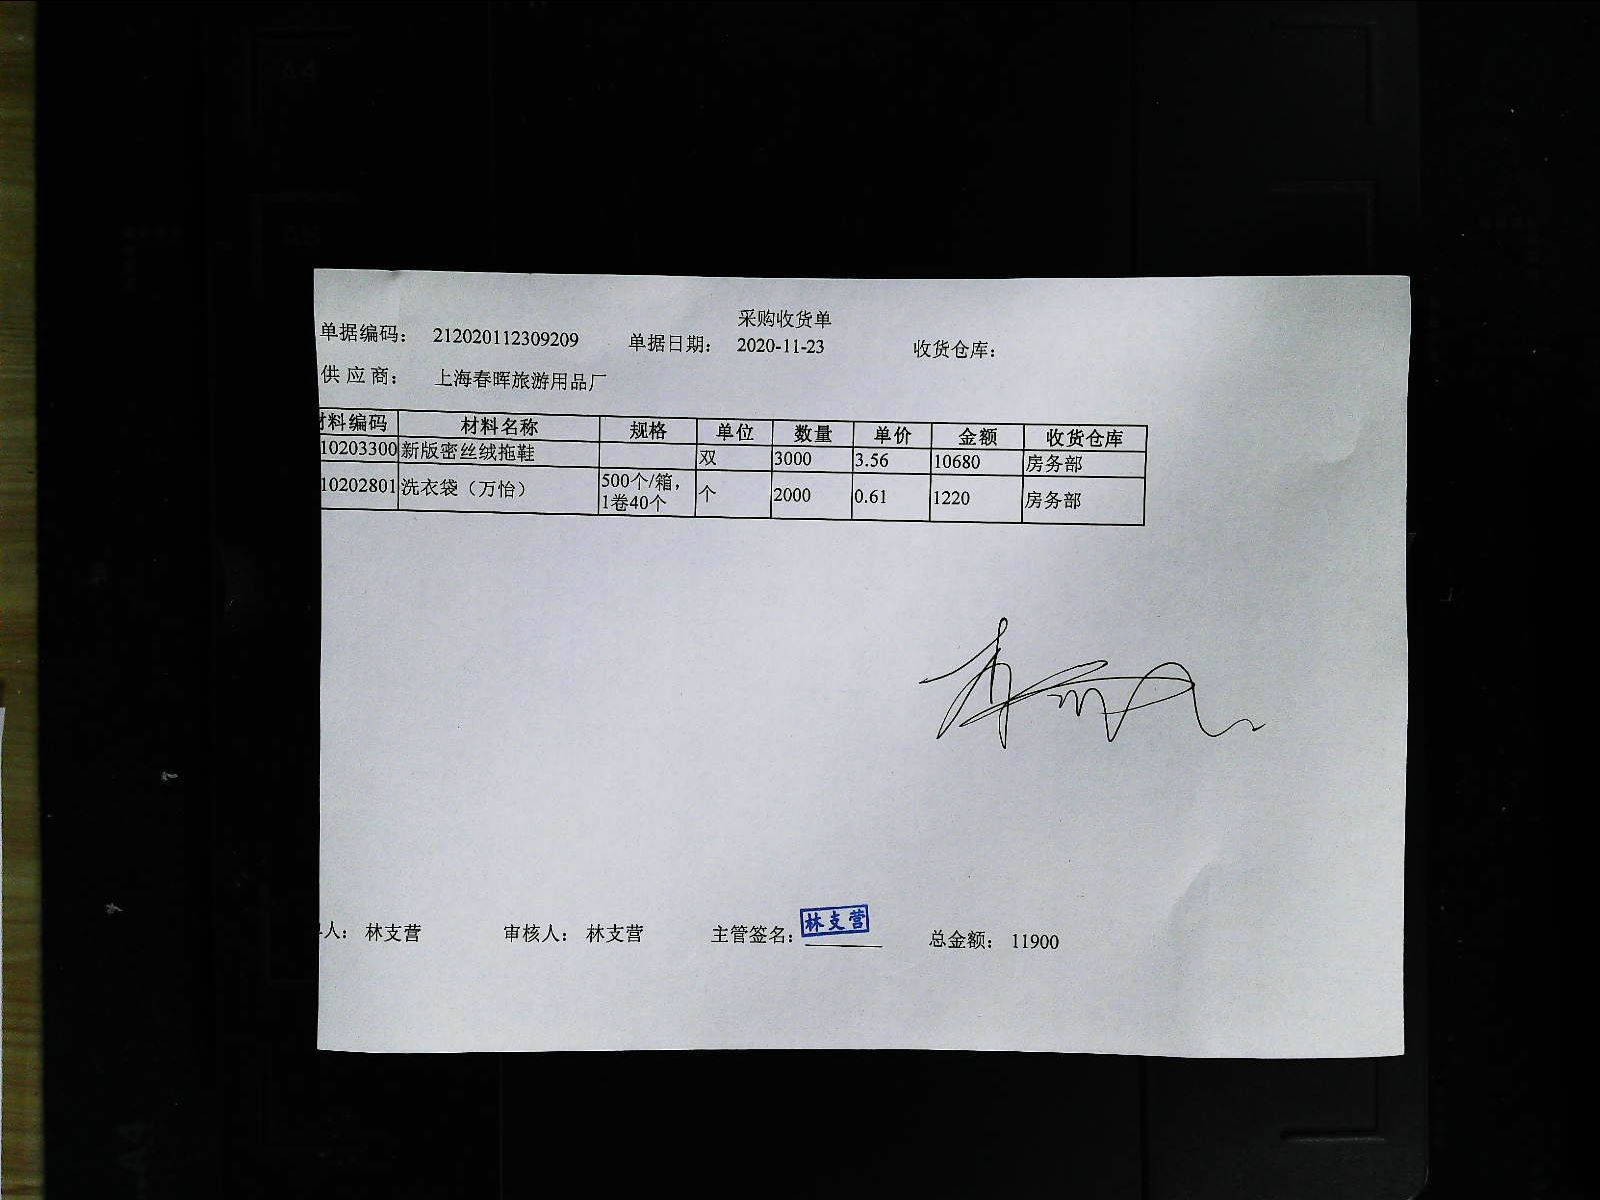 采购收货单
单据编码： 212020112309209 单据日期： 2020-11-23 收货仓库：
供 应 商： 上海春晖旅游用品厂
材料编码 材料名称 规格 单位 数量 单价 金额 收货仓库
10203300 新版密丝绒拖鞋 双 3000 3.56 10680 房务部
10202801 洗衣袋（万怡） 500个/箱，1卷40个 个 2000 0.61 1220 房务部
人： 林支营 审核人： 林支营 主管签名： 林支营 总金额： 11900